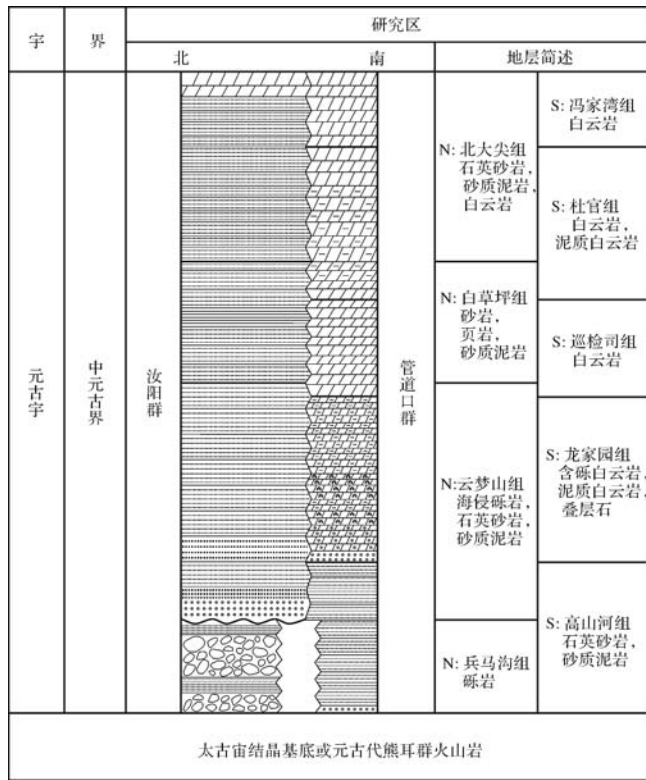 宇
界
研究区
北
南
地层简述
元古宇
中元古界
汝阳群
管道口群
N: 北大尖组
石英砂岩,
砂质泥岩,
白云岩
N: 白草坪组
砂岩,
页岩,
砂质泥岩
N:云梦山组
海侵砾岩,
石英砂岩,
砂质泥岩
N: 兵马沟组
砾岩
S: 冯家湾组
白云岩
S: 杜官组
白云岩,
泥质白云岩
S: 巡检司组
白云岩
S: 龙家园组
含砾白云岩,
泥质白云岩,
叠层石
S: 高山河组
石英砂岩,
砂质泥岩
太古宙结晶基底或元古代熊耳群火山岩